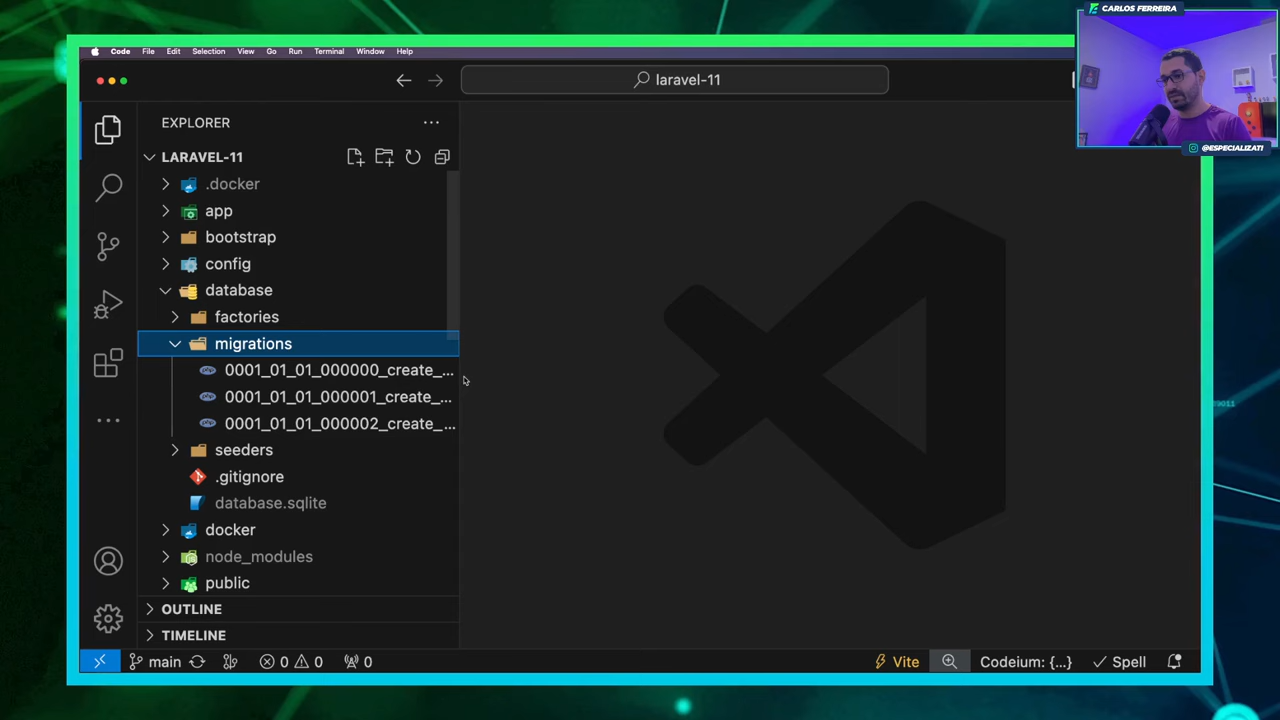 CARLOS FERREIRA
@ESPECIALIZATI
Code File Edit Selection View Go Run Terminal Window Help
laravel-11
EXPLORER
LARAVEL-11
.docker
app
bootstrap
config
database
factories
migrations
0001_01_01_000000_create_...
0001_01_01_000001_create_...
0001_01_01_000002_create_...
seeders
.gitignore
database.sqlite
docker
node_modules
public
OUTLINE
TIMELINE
main 0 0 0 Vite Codeium: {...} Spell